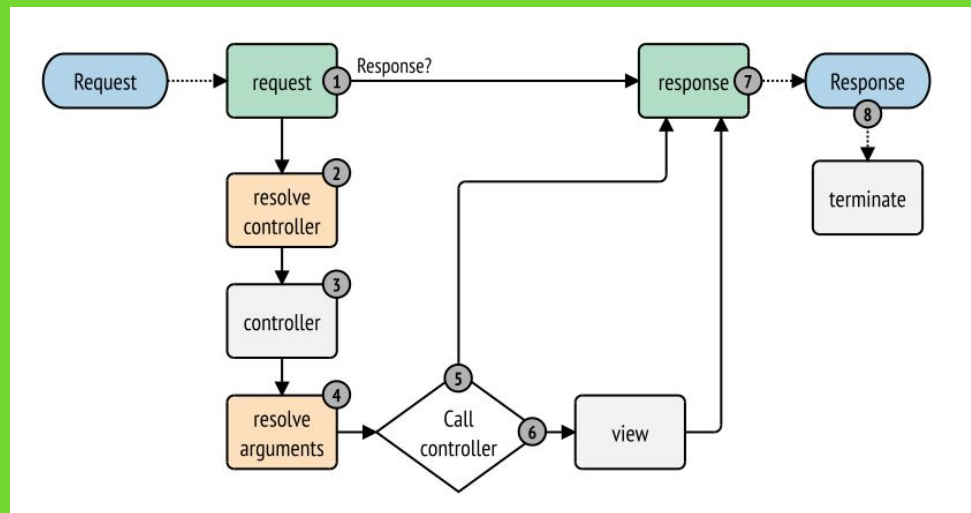 Request
request
1
Response?
response
7
Response
8
terminate
2
resolve
controller
3
controller
4
resolve
arguments
5
Call
controller
6
view